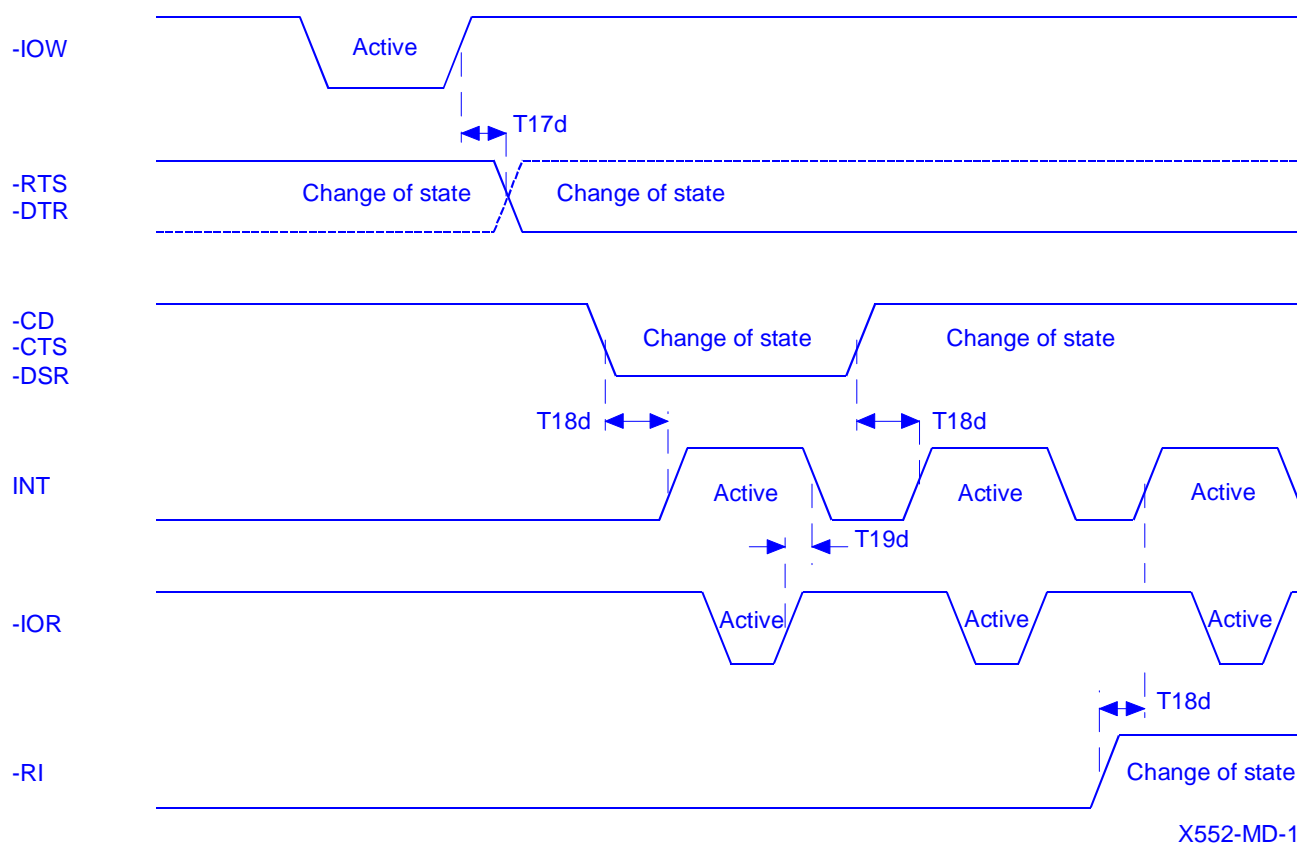 -IOW
Active
T17d
-RTS
-DTR
Change of state
Change of state
-CD
-CTS
-DSR
Change of state
Change of state
T18d
T18d
INT
Active
Active
Active
T19d
-IOR
Active
Active
Active
T18d
-RI
Change of state
X552-MD-1